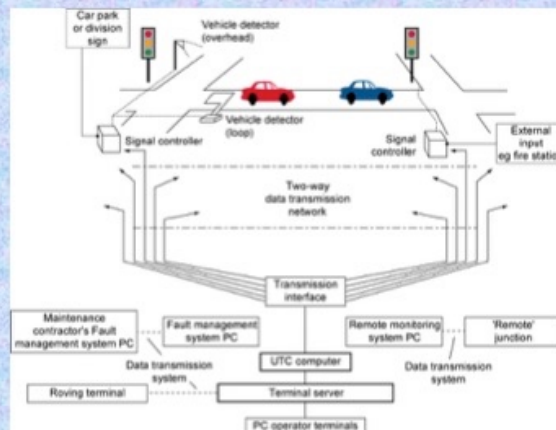 Car park
or division
sign
Vehicle detector
(overhead)
Vehicle detector
(loop)
Signal controller
Signal
controller
External
input
eg fire station
Two-way
data transmission
network
Transmission
interface
Maintenance
contractor's Fault
management system PC
Fault management
system PC
Remote monitoring
system PC
'Remote'
junction
Data transmission
system
UTC computer
Data transmission
system
Roving terminal
Terminal server
PC operator terminals